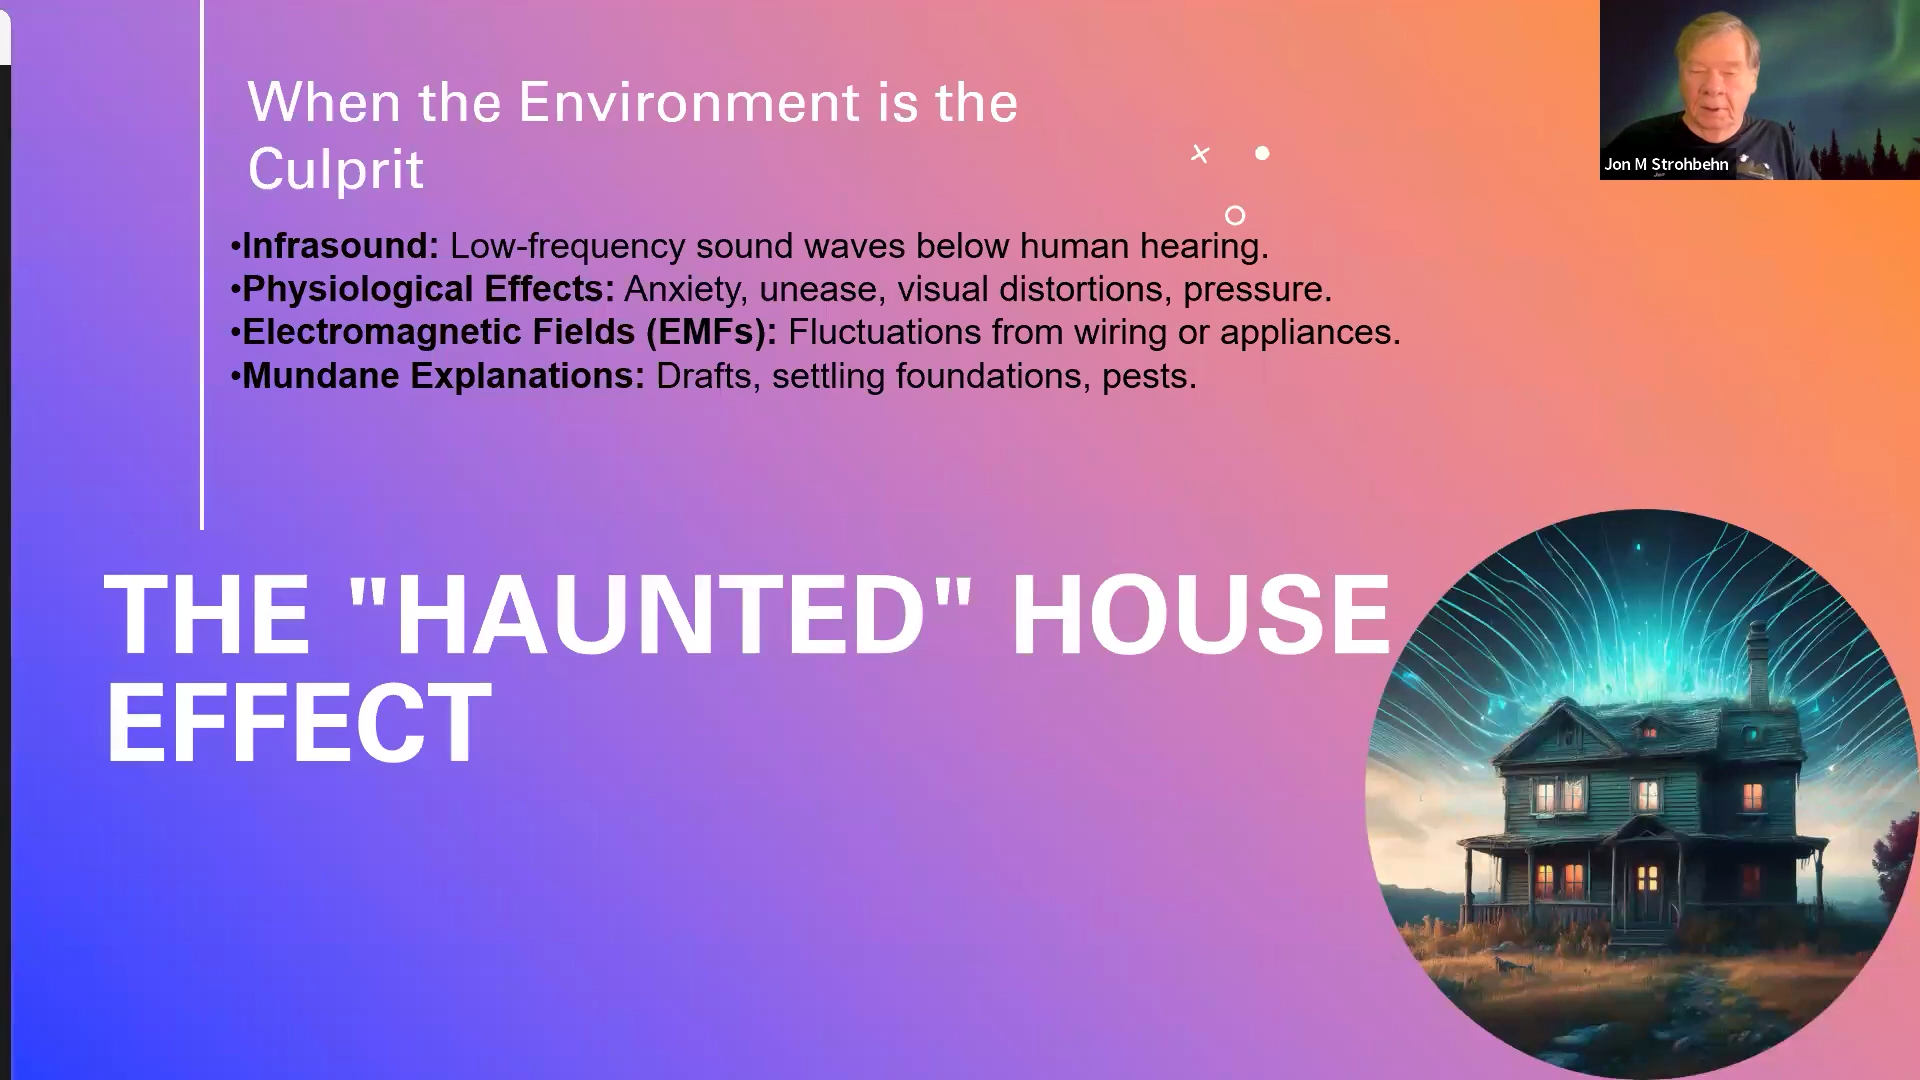 When the Environment is the
Culprit
•Infrasound: Low-frequency sound waves below human hearing.
•Physiological Effects: Anxiety, unease, visual distortions, pressure.
•Electromagnetic Fields (EMFs): Fluctuations from wiring or appliances.
•Mundane Explanations: Drafts, settling foundations, pests.
THE "HAUNTED" HOUSE
EFFECT
Jon M Strohbehn